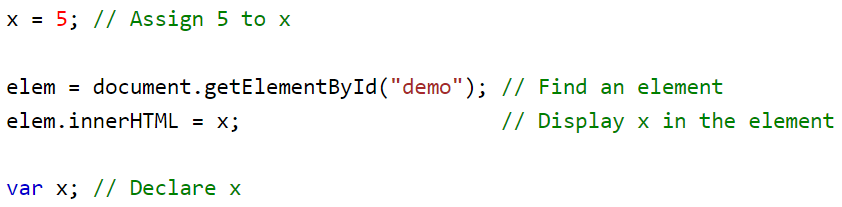 x = 5; // Assign 5 to x
elem = document.getElementById("demo"); // Find an element
elem.innerHTML = x;                     // Display x in the element
var x; // Declare x